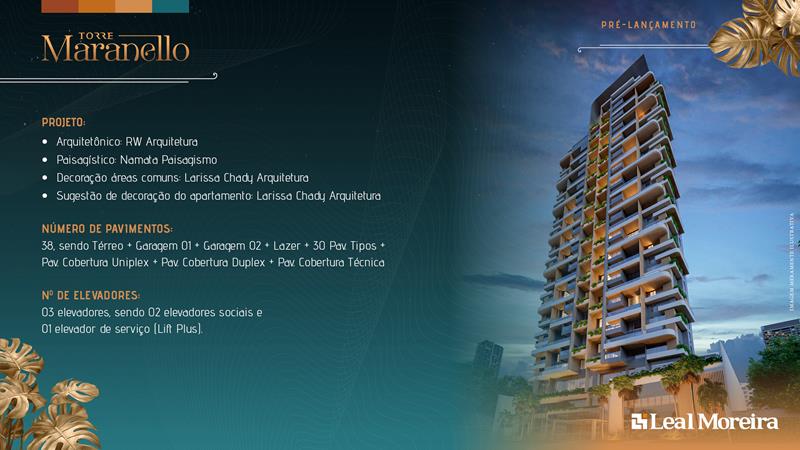 TORRE
Maranello
PRÉ-LANÇAMENTO
PROJETO:
• Arquitetônico: RW Arquitetura
• Paisagístico: Namata Paisagismo
• Decoração áreas comuns: Larissa Chady Arquitetura
• Sugestão de decoração do apartamento: Larissa Chady Arquitetura
NÚMERO DE PAVIMENTOS:
38, sendo Térreo + Garagem 01 + Garagem 02 + Lazer + 30 Pav. Tipos +
Pav. Cobertura Uniplex + Pav. Cobertura Duplex + Pav. Cobertura Técnica
Nº DE ELEVADORES:
03 elevadores, sendo 02 elevadores sociais e
01 elevador de serviço (Lift Plus).
IMAGEM MERAMENTE ILUSTRATIVA
Leal Moreira